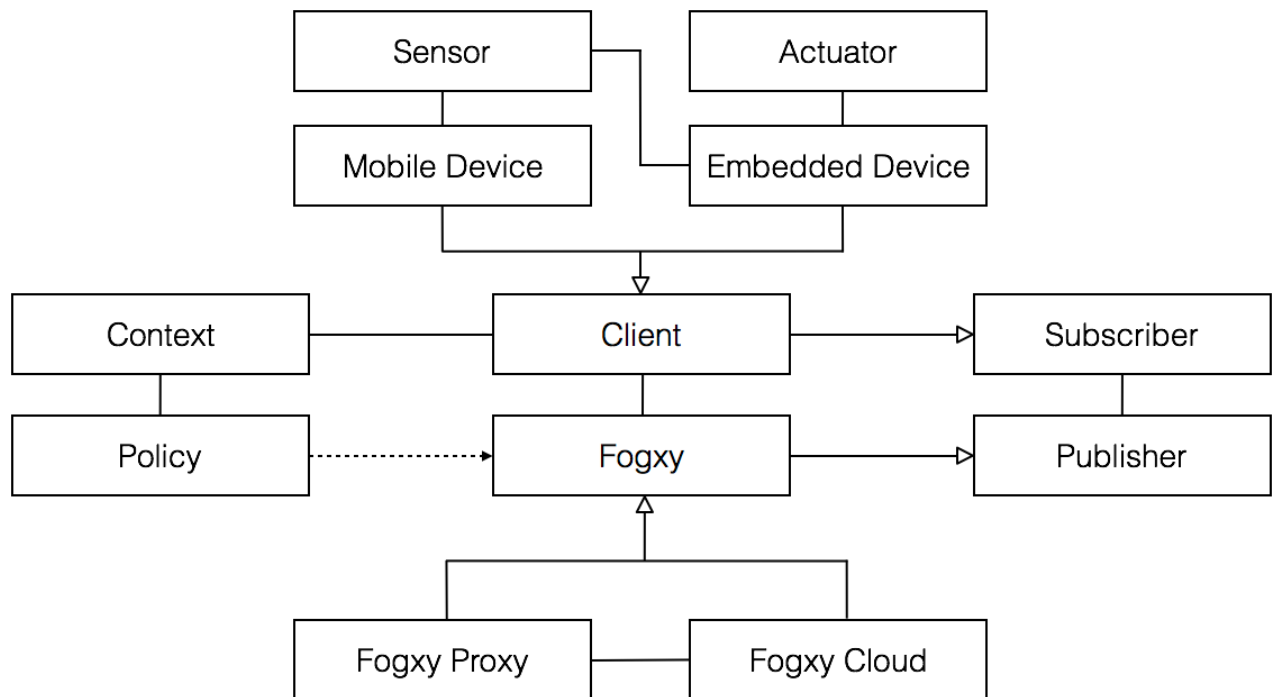 Sensor
Actuator
Mobile Device
Embedded Device
Context
Client
Subscriber
Policy
Fogxy
Publisher
Fogxy Proxy
Fogxy Cloud